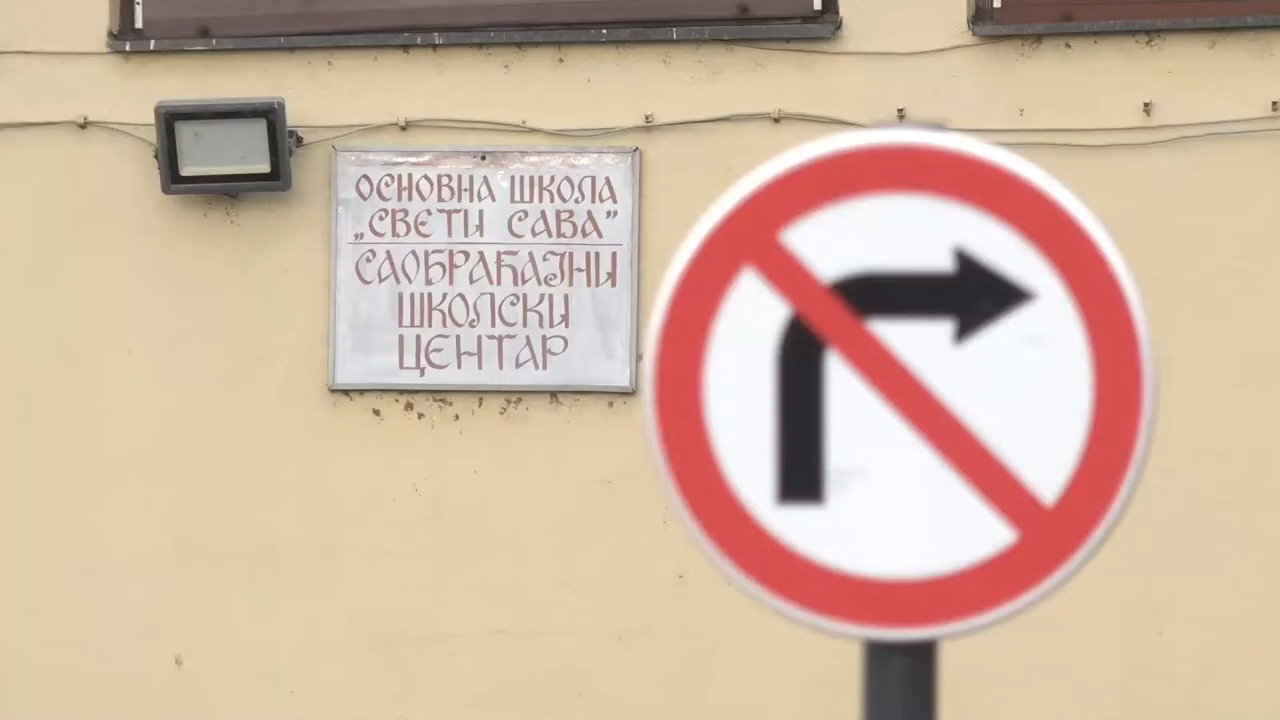 ОСНОВНА ШКОЛА
„СВЕТИ САВА”
САОБРАЋАЈНИ
ШКОЛСКИ
ЦЕНТАР